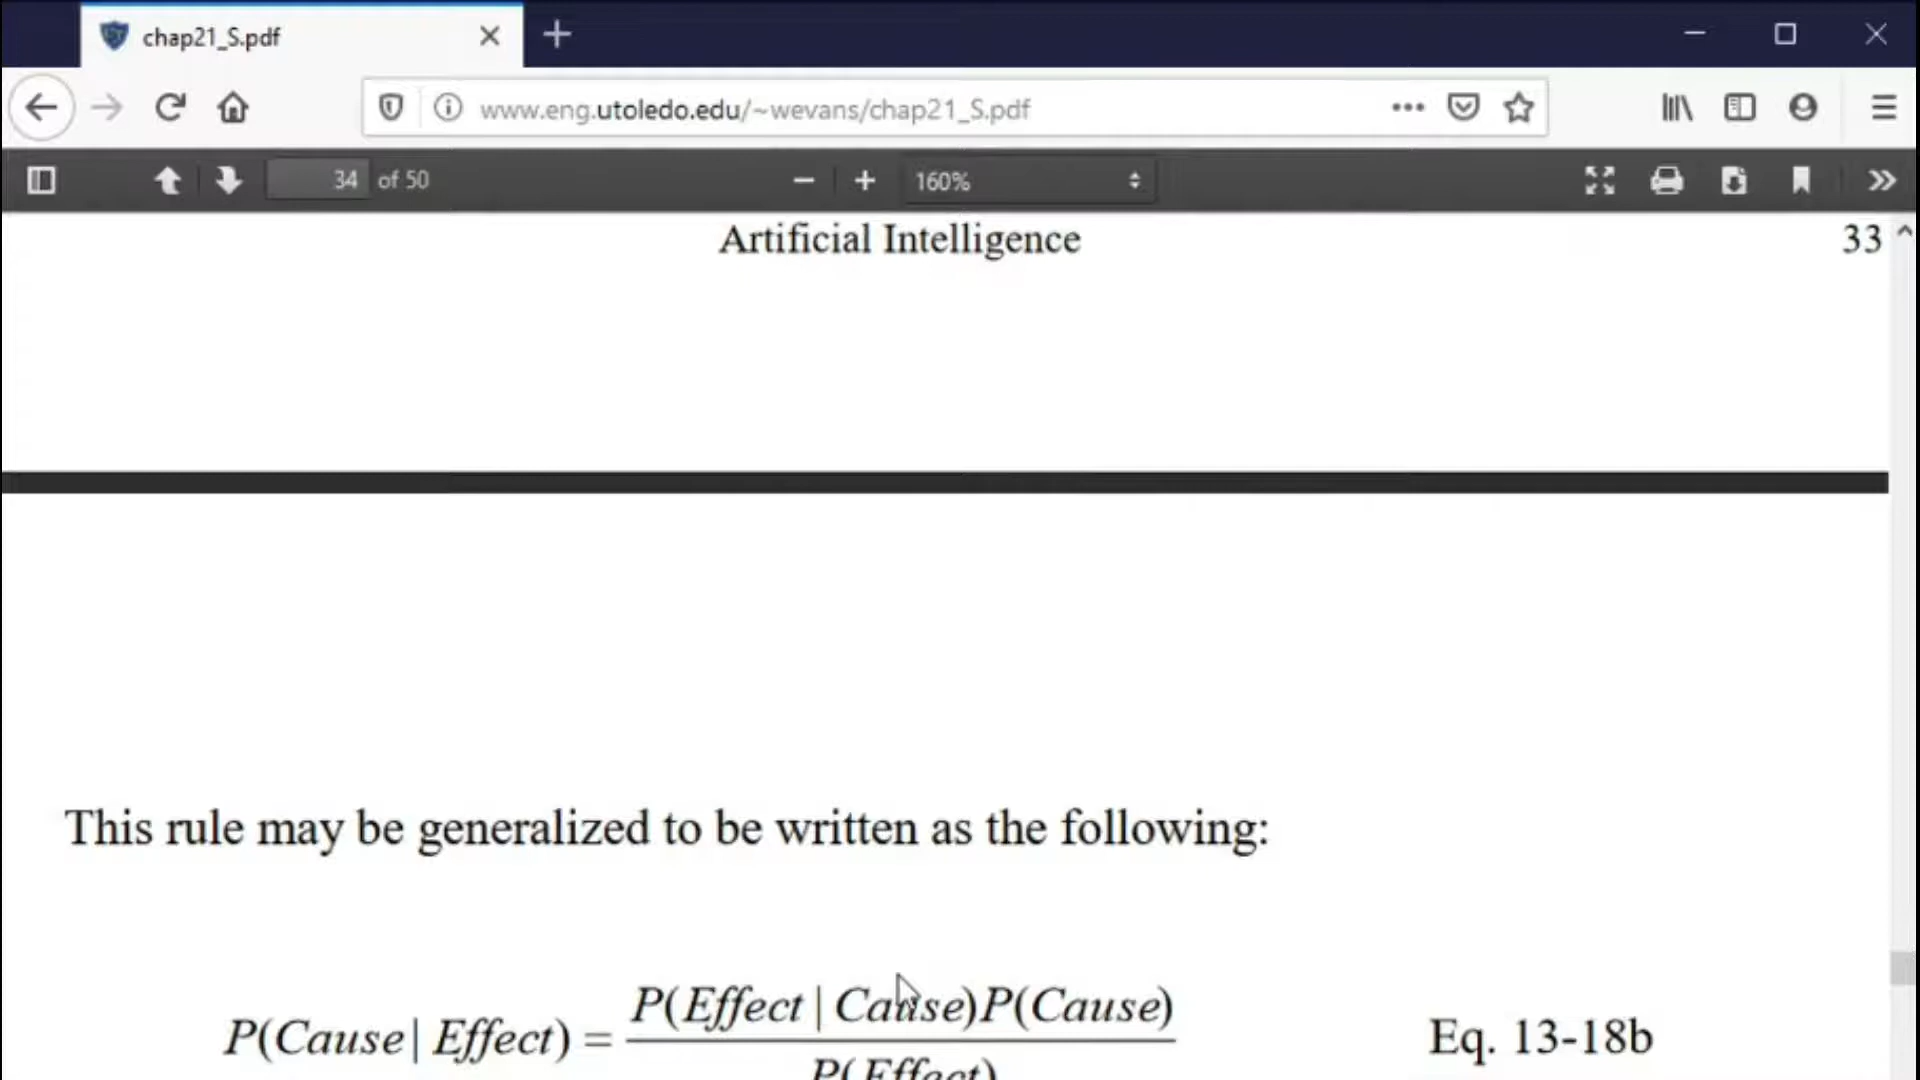 chap21_S.pdf
www.eng.utoledo.edu/~wevans/chap21_S.pdf
34 of 50
160%
Artificial Intelligence 33
This rule may be generalized to be written as the following:
P(Cause | Effect) = P(Effect | Cause)P(Cause)
P(Effect)
Eq. 13-18b